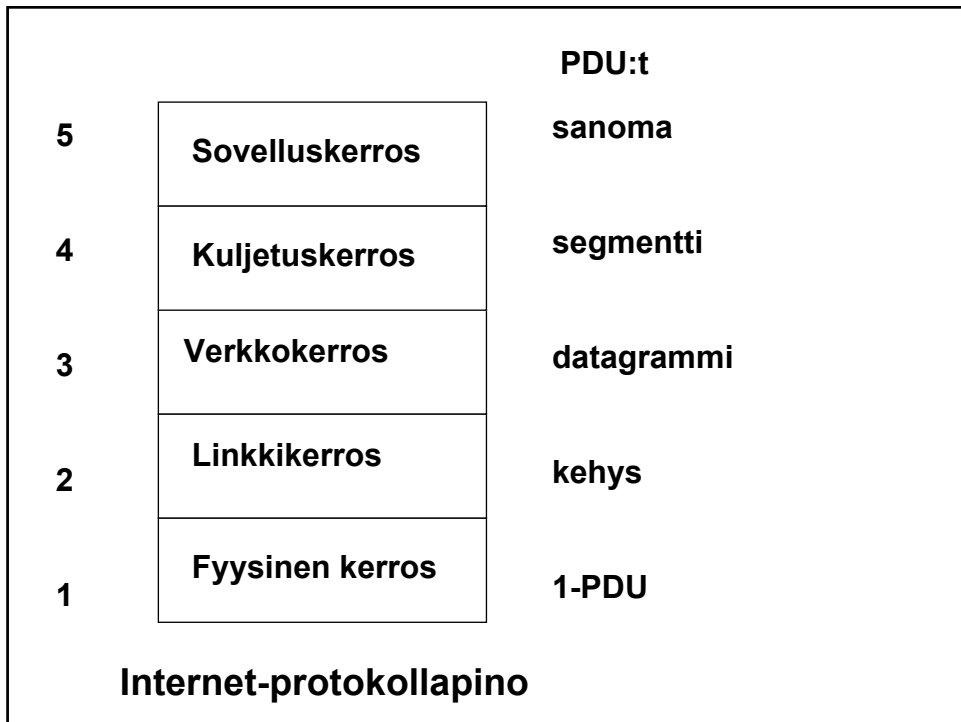 PDU:t
5 Sovelluskerros sanoma
4 Kuljetuskerros segmentti
3 Verkkokerros datagrammi
2 Linkkikerros kehys
1 Fyysinen kerros 1-PDU
Internet-protokollapino